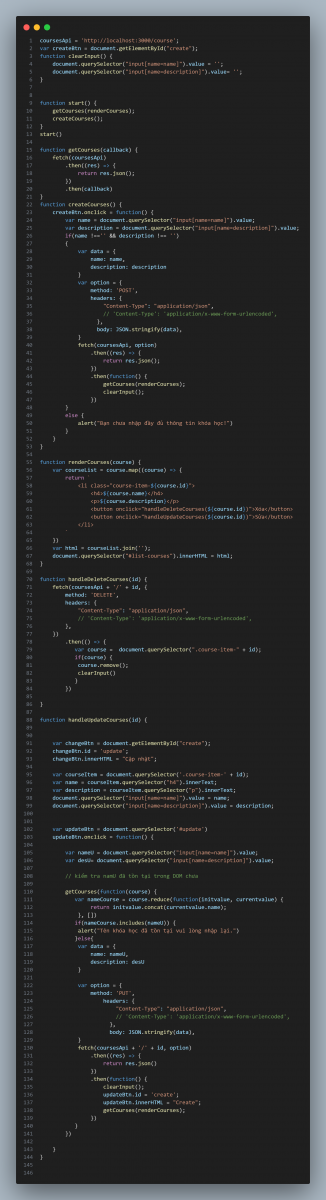 1 coursesApi = 'http://localhost:3000/course';
2 var createBtn = document.getElementById("create");
3 function clearInput() {
4 document.querySelector("input[name=name]").value = '';
5 document.querySelector("input[name=description]").value= '';
6 }
7
8
9 function start() {
10 getCourses(renderCourses);
11 createCourses();
12 }
13 start()
14
15 function getCourses(callback) {
16 fetch(coursesApi)
17 .then((res) => {
18 return res.json();
19 })
20 .then(callback)
21 }
22 function createCourses() {
23 createBtn.onclick = function() {
24 var name = document.querySelector("input[name=name]").value;
25 var description = document.querySelector("input[name=description]").value;
26 if(name !=='' && description !== '')
27 {
28 var data = {
29 name: name,
30 description: description
31 }
32 var option = {
33 method: 'POST',
34 headers: {
35 "Content-Type": "application/json",
36 // 'Content-Type': 'application/x-www-form-urlencoded',
37 },
38 body: JSON.stringify(data),
39 }
40 fetch(coursesApi, option)
41 .then((res) => {
42 return res.json();
43 })
44 .then(function() {
45 getCourses(renderCourses);
46 clearInput();
47 })
48 }
49 else {
50 alert("Bạn chưa nhập đầy đủ thông tin khóa học!")
51 }
52 }
53 }
54
55 function renderCourses(course) {
56 var courseList = course.map((course) => {
57 return `
58 <li class="course-item-${course.id}">
59 <h4>${course.name}</h4>
60 <p>${course.description}</p>
61 <button onclick="handleDeleteCourses(${course.id})">Xóa</button>
62 <button onclick="handleUpdateCourses(${course.id})">Sửa</button>
63 </li>
64 `
65 })
66 var html = courseList.join('');
67 document.querySelector("#list-courses").innerHTML = html;
68 }
69
70 function handleDeleteCourses(id) {
71 fetch(coursesApi + '/' + id, {
72 method: 'DELETE',
73 headers: {
74 "Content-Type": "application/json",
75 // 'Content-Type': 'application/x-www-form-urlencoded',
76 },
77 })
78 .then(() => {
79 var course = document.querySelector(".course-item-" + id);
80 if(course) {
81 course.remove();
82 clearInput()
83 }
84 })
85
86 }
87
88 function handleUpdateCourses(id) {
89
90
91 var changeBtn = document.getElementById("create");
92 changeBtn.id = 'update';
93 changeBtn.innerHTML = "Cập nhật";
94
95 var courseItem = document.querySelector('.course-item-' + id);
96 var name = courseItem.querySelector("h4").innerText;
97 var description = courseItem.querySelector("p").innerText;
98 document.querySelector("input[name=name]").value = name;
99 document.querySelector("input[name=description]").value = description;
100
101
102 var updateBtn = document.querySelector('#update')
103 updateBtn.onclick = function() {
104
105 var nameU = document.querySelector("input[name=name]").value;
106 var desU= document.querySelector("input[name=description]").value;
107
108 // kiểm tra namU đã tồn tại trong DOM chưa
109
110 getCourses(function(course) {
111 var nameCourse = course.reduce(function(initvalue, currentvalue) {
112 return initvalue.concat(currentvalue.name);
113 }, [])
114 if(nameCourse.includes(nameU)) {
115 alert("Tên khóa học đã tồn tại vui lòng nhập lại.")
116 }else{
117 var data = {
118 name: nameU,
119 description: desU
120 }
121
122 var option = {
123 method: 'PUT',
124 headers: {
125 "Content-Type": "application/json",
126 // 'Content-Type': 'application/x-www-form-urlencoded',
127 },
128 body: JSON.stringify(data),
129 }
130 fetch(coursesApi + '/' + id, option)
131 .then((res) => {
132 return res.json()
133 })
134 .then(function() {
135 clearInput();
136 updateBtn.id = 'create';
137 updateBtn.innerHTML = "Create";
138 getCourses(renderCourses);
139 })
140 }
141 })
142
143 }
144 }
145
146